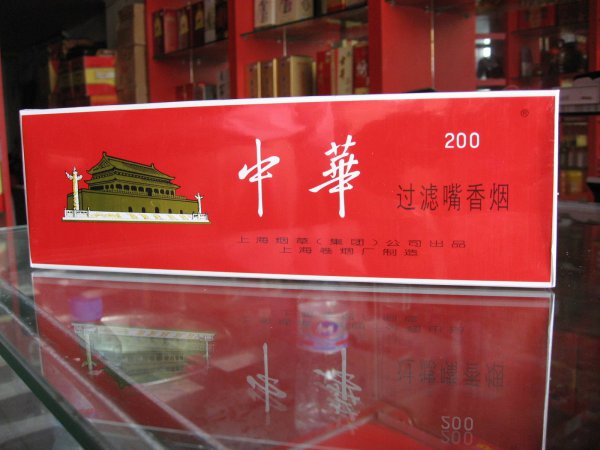 中華
200
®
过滤嘴香烟
上海烟草(集团)公司出品
上海卷烟厂制造